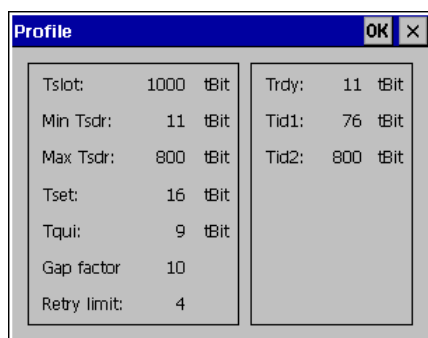 Profile OK ×
Tslot: 1000 tBit
Min Tsdr: 11 tBit
Max Tsdr: 800 tBit
Tset: 16 tBit
Tqui: 9 tBit
Gap factor 10
Retry limit: 4
Trdy: 11 tBit
Tid1: 76 tBit
Tid2: 800 tBit